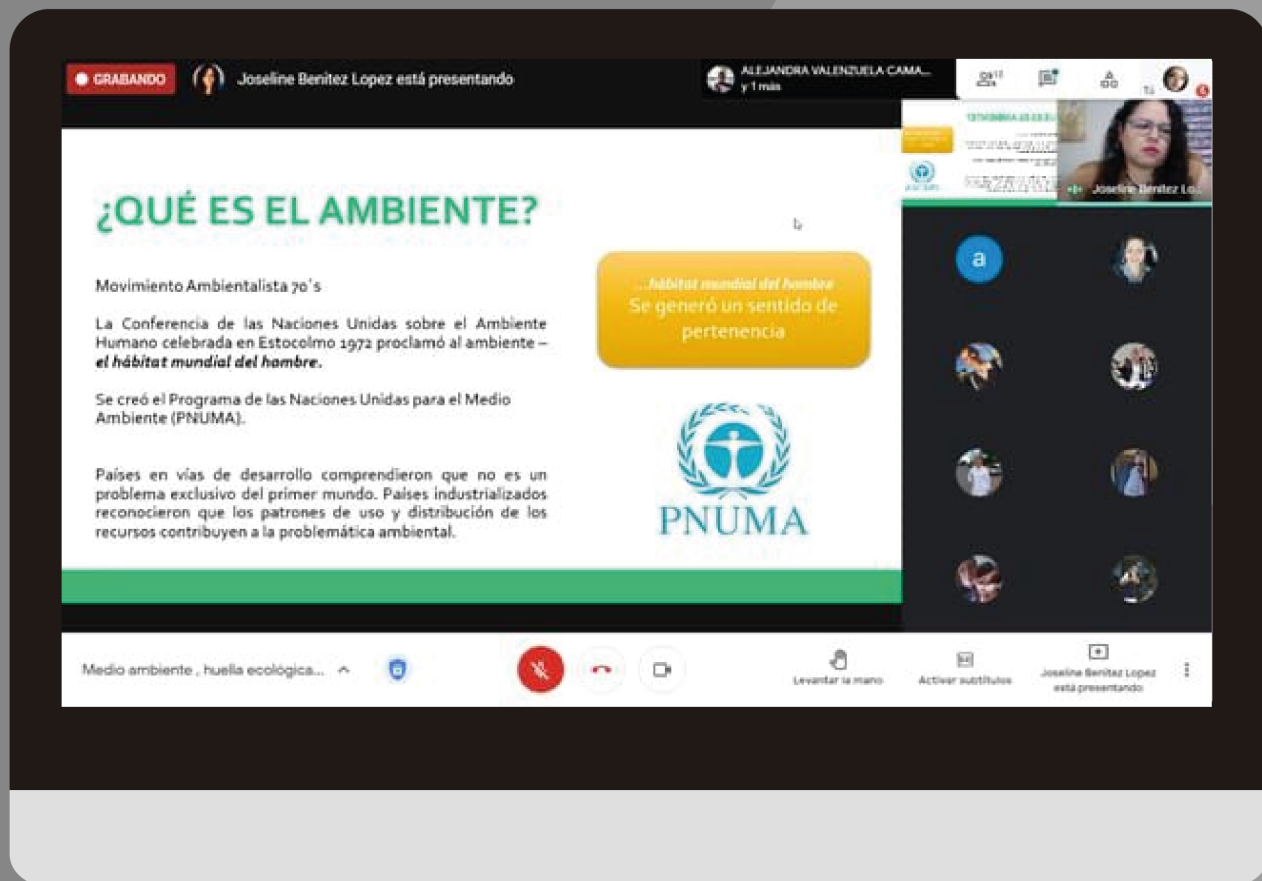 GRABANDO
Joseline Benitez Lopez está presentando
ALEJANDRA VALENZUELA CAMA...
y 1 más
¿QUÉ ES EL AMBIENTE?
Movimiento Ambientalista 70´s
La Conferencia de las Naciones Unidas sobre el Ambiente
Humano celebrada en Estocolmo 1972 proclamó al ambiente –
el hábitat mundial del hombre.
Se creó el Programa de las Naciones Unidas para el Medio
Ambiente (PNUMA).
Países en vías de desarrollo comprendieron que no es un
problema exclusivo del primer mundo. Países industrializados
reconocieron que los patrones de uso y distribución de los
recursos contribuyen a la problemática ambiental.
...hábitat mundial del hombre
Se generó un sentido de
pertenencia
PNUMA
Joseline Benitez Lo...
a
Medio ambiente , huella ecológica...
Levantar la mano
Activar subtítulos
Joseline Benitez Lopez
está presentando